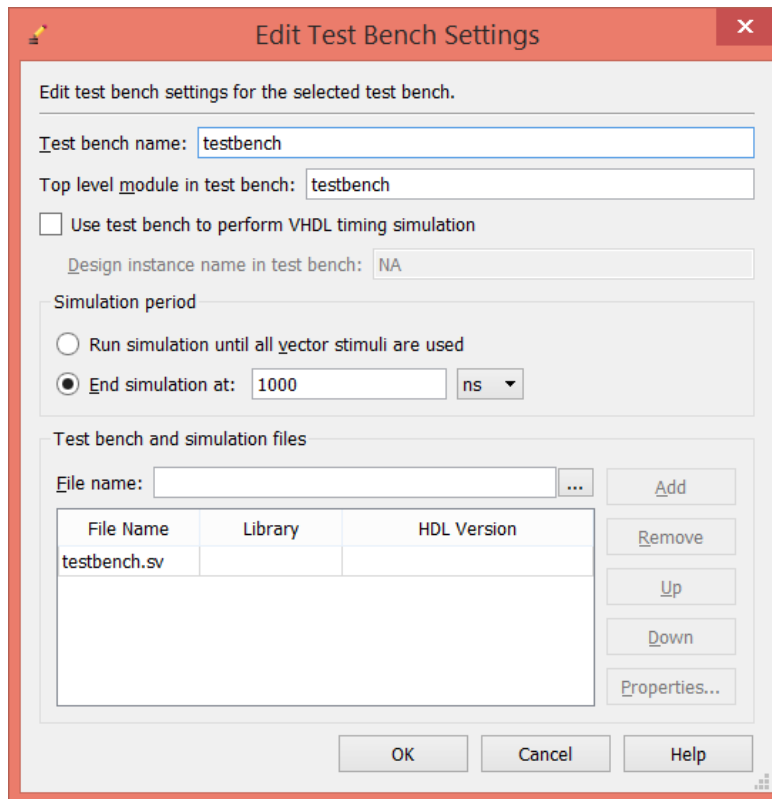 Edit Test Bench Settings
Edit test bench settings for the selected test bench.
Test bench name: testbench
Top level module in test bench: testbench
Use test bench to perform VHDL timing simulation
Design instance name in test bench: NA
Simulation period
Run simulation until all vector stimuli are used
End simulation at: 1000 ns
Test bench and simulation files
File name: ... Add
File Name Library HDL Version
Remove
testbench.sv
Up
Down
Properties...
OK Cancel Help